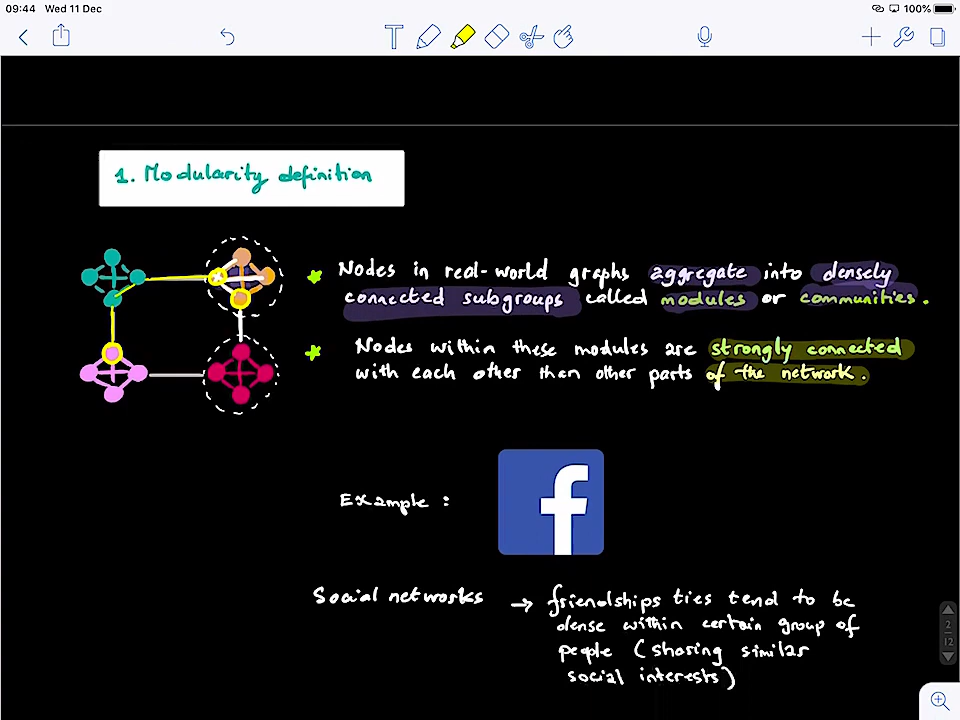 09:44 Wed 11 Dec
100%
T
1. Modularity definition
Nodes in real-world graphs aggregate into densely
connected subgroups called modules or communities.
Nodes within these modules are strongly connected
with each other than other parts of the network.
Example :
f
Social networks → friendships ties tend to be
dense within certain group of
people (sharing similar
social interests)
2
12